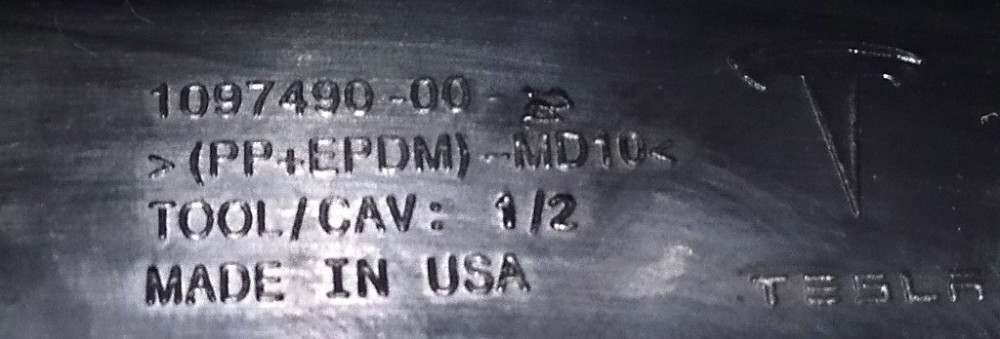 1097490-00-
>(PP+EPDM)-MD10<
TOOL/CAV: 1/2
MADE IN USA
TESLA